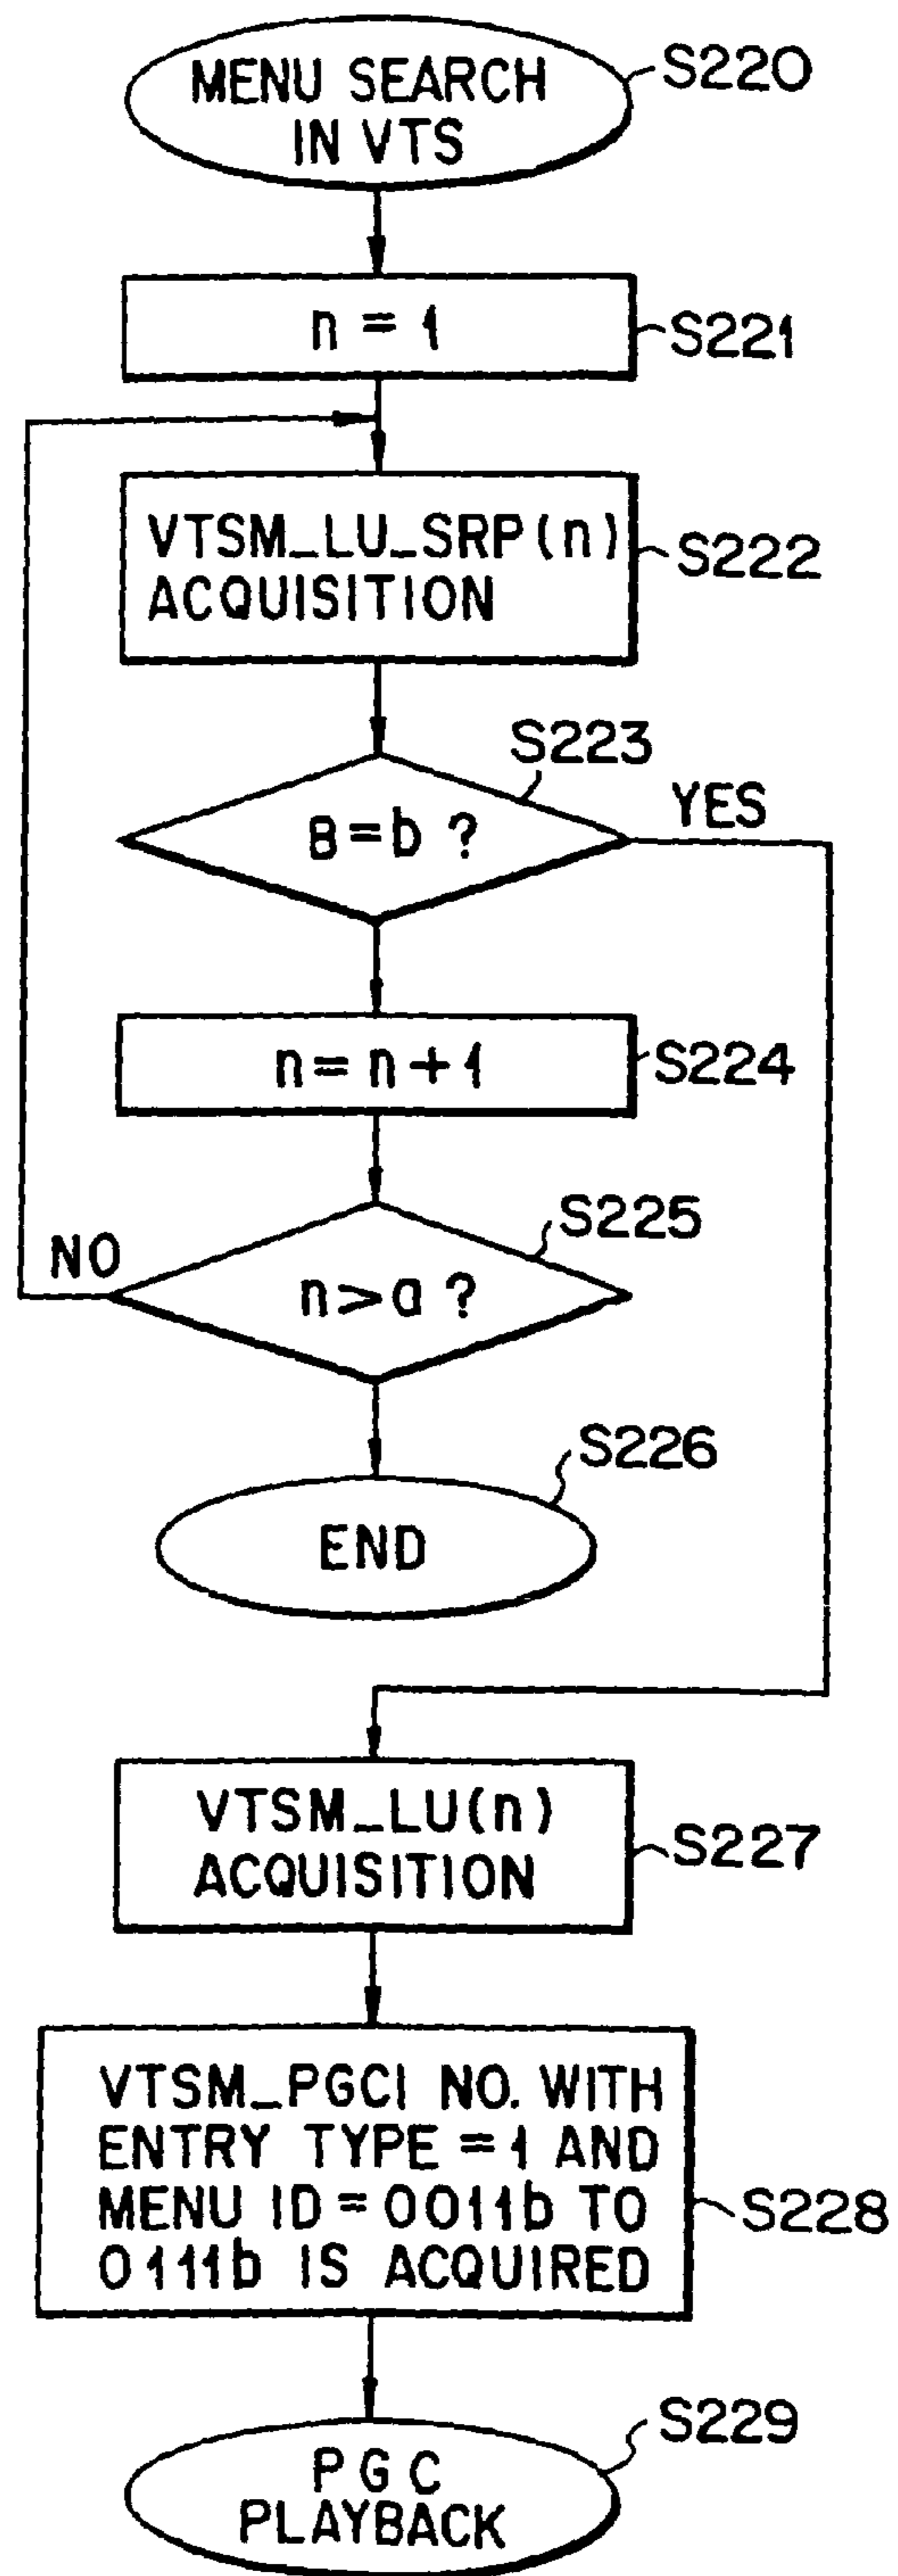 MENU SEARCH
IN VTS
S220
n = 1
S221
VTSM_LU_SRP(n)
ACQUISITION
S222
S223
B=b ?
YES
n=n+1
S224
S225
NO
n>a ?
S226
END
VTSM_LU(n)
ACQUISITION
S227
VTSM_PGCI NO. WITH
ENTRY TYPE =1 AND
MENU ID=0011b TO
0111b IS ACQUIRED
S228
S229
PGC
PLAYBACK